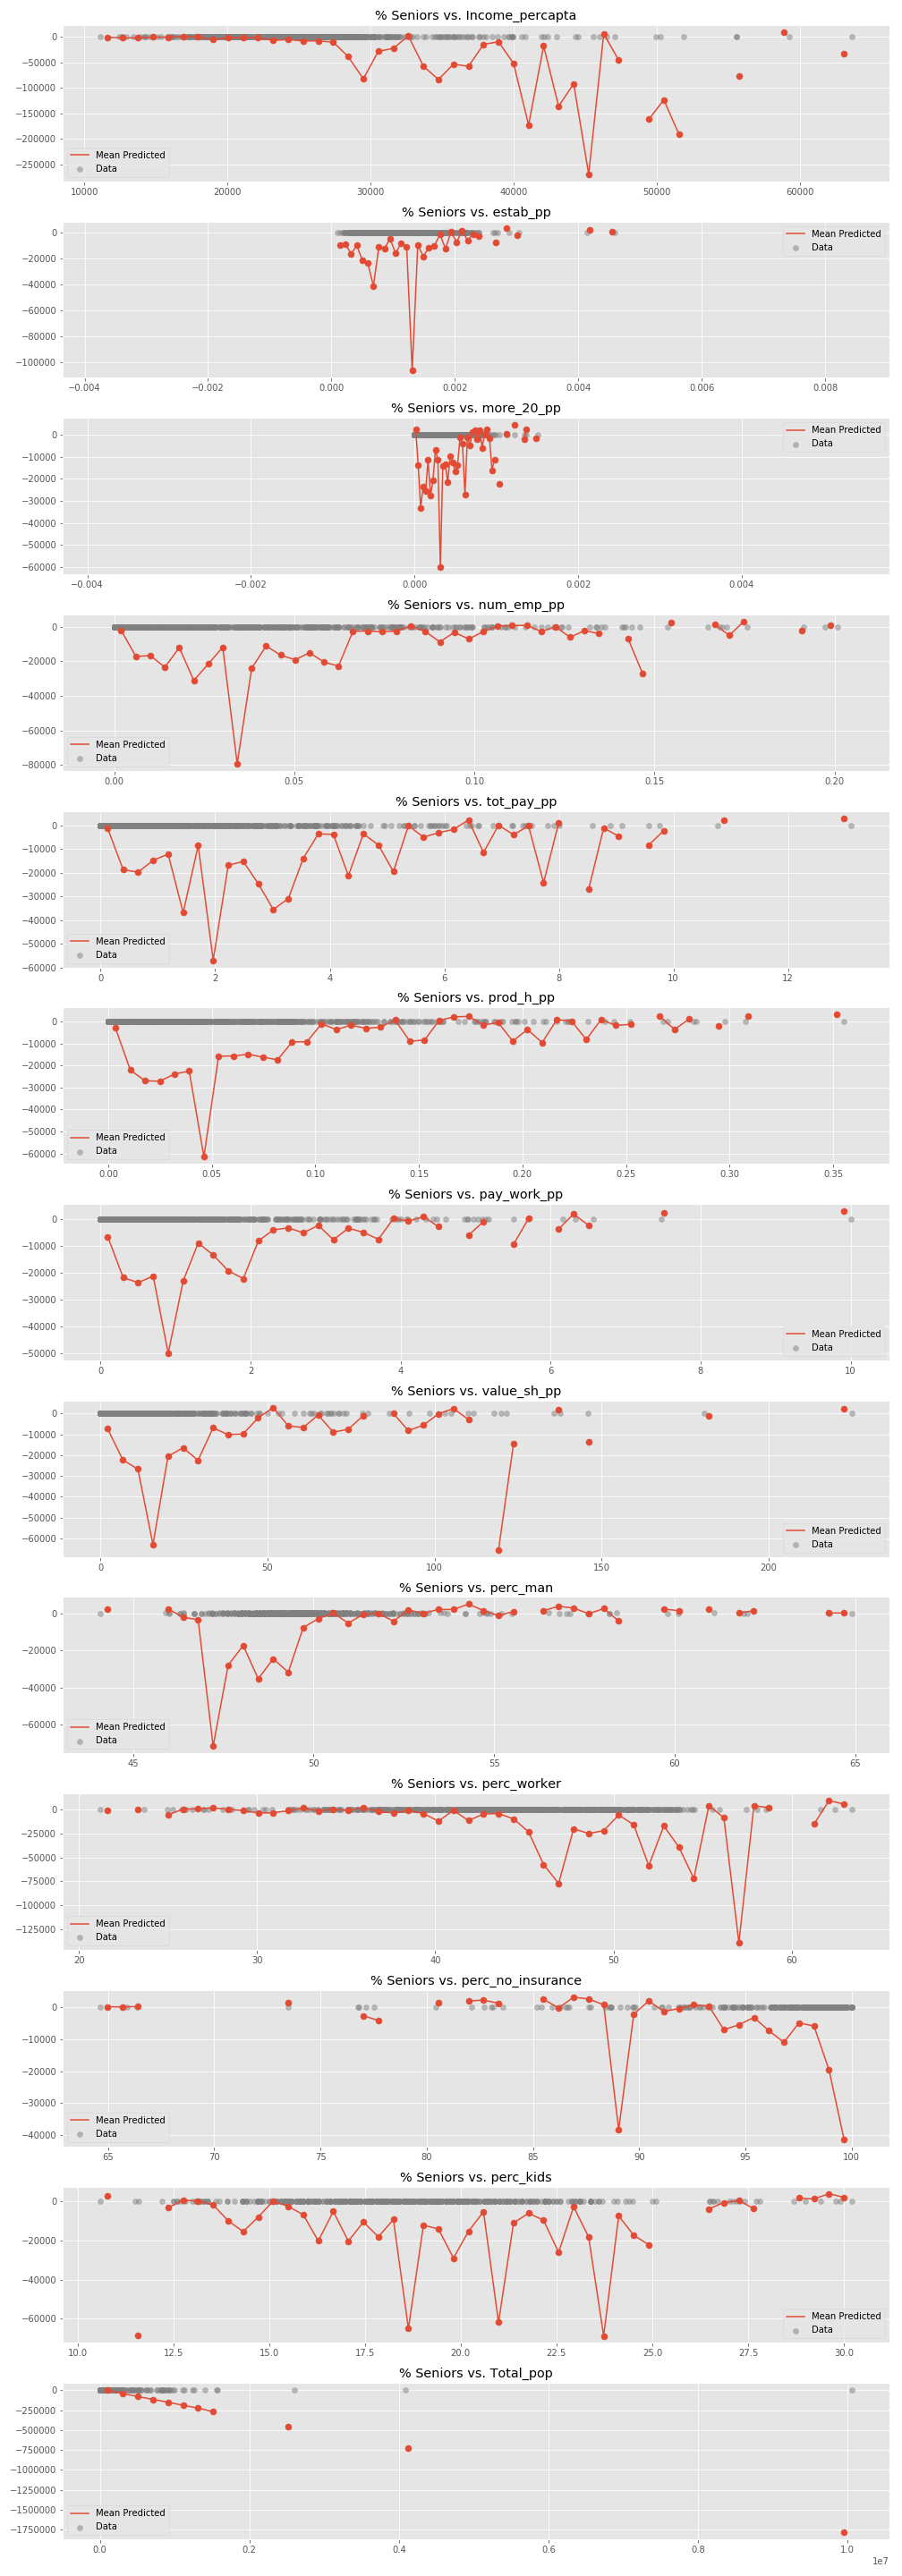 % Seniors vs. Income_percapta
0
−50000
−100000
−150000
−200000
−250000
Mean Predicted
Data
10000 20000 30000 40000 50000 60000
% Seniors vs. estab_pp
0
−20000
−40000
−60000
−80000
−100000
Mean Predicted
Data
−0.004 −0.002 0.000 0.002 0.004 0.006 0.008
% Seniors vs. more_20_pp
0
−10000
−20000
−30000
−40000
−50000
−60000
Mean Predicted
Data
−0.004 −0.002 0.000 0.002 0.004
% Seniors vs. num_emp_pp
0
−20000
−40000
−60000
−80000
Mean Predicted
Data
0.00 0.05 0.10 0.15 0.20
% Seniors vs. tot_pay_pp
0
−10000
−20000
−30000
−40000
−50000
−60000
Mean Predicted
Data
0 2 4 6 8 10 12
% Seniors vs. prod_h_pp
0
−10000
−20000
−30000
−40000
−50000
−60000
Mean Predicted
Data
0.00 0.05 0.10 0.15 0.20 0.25 0.30 0.35
% Seniors vs. pay_work_pp
0
−10000
−20000
−30000
−40000
−50000
Mean Predicted
Data
0 2 4 6 8 10
% Seniors vs. value_sh_pp
0
−10000
−20000
−30000
−40000
−50000
−60000
Mean Predicted
Data
0 50 100 150 200
% Seniors vs. perc_man
0
−20000
−40000
−60000
Mean Predicted
Data
45 50 55 60 65
% Seniors vs. perc_worker
0
−25000
−50000
−75000
−100000
−125000
Mean Predicted
Data
20 30 40 50 60
% Seniors vs. perc_no_insurance
0
−10000
−20000
−30000
−40000
Mean Predicted
Data
65 70 75 80 85 90 95 100
% Seniors vs. perc_kids
0
−20000
−40000
−60000
Mean Predicted
Data
10.0 12.5 15.0 17.5 20.0 22.5 25.0 27.5 30.0
% Seniors vs. Total_pop
0
−250000
−500000
−750000
−1000000
−1250000
−1500000
−1750000
Mean Predicted
Data
0.0 0.2 0.4 0.6 0.8 1.0
1e7